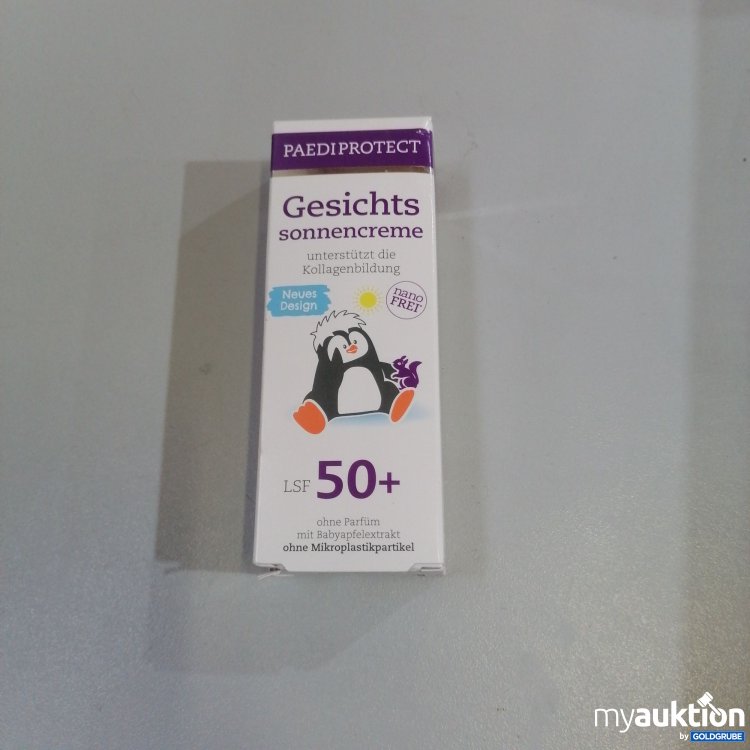 PAEDIPROTECT
Gesichts
sonnencreme
unterstützt die
Kollagenbildung
Neues
Design
nano
FREI
LSF 50+
ohne Parfüm
mit Babyapfelextrakt
ohne Mikroplastikpartikel
myauktion
by GOLDGRUBE